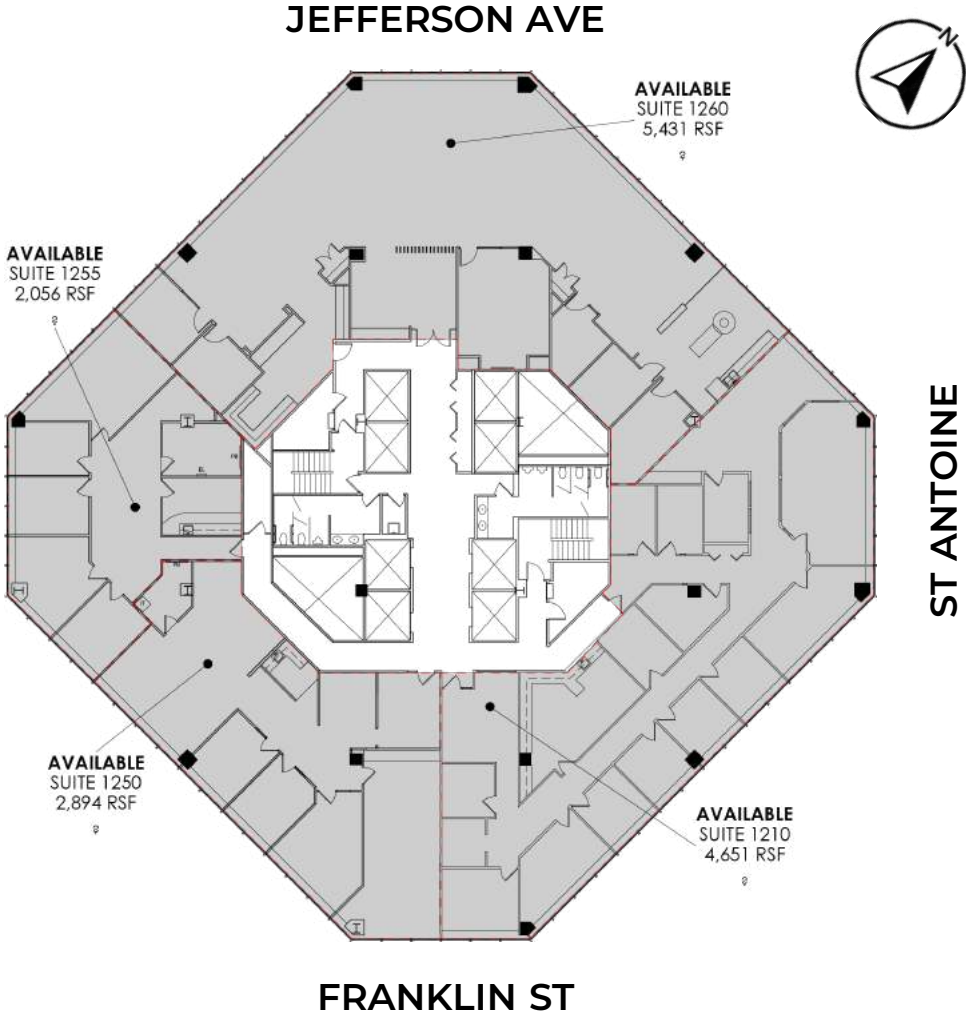 JEFFERSON AVE
N
AVAILABLE
SUITE 1260
5,431 RSF
AVAILABLE
SUITE 1255
2,056 RSF
ST ANTOINE
AVAILABLE
SUITE 1250
2,894 RSF
AVAILABLE
SUITE 1210
4,651 RSF
FRANKLIN ST